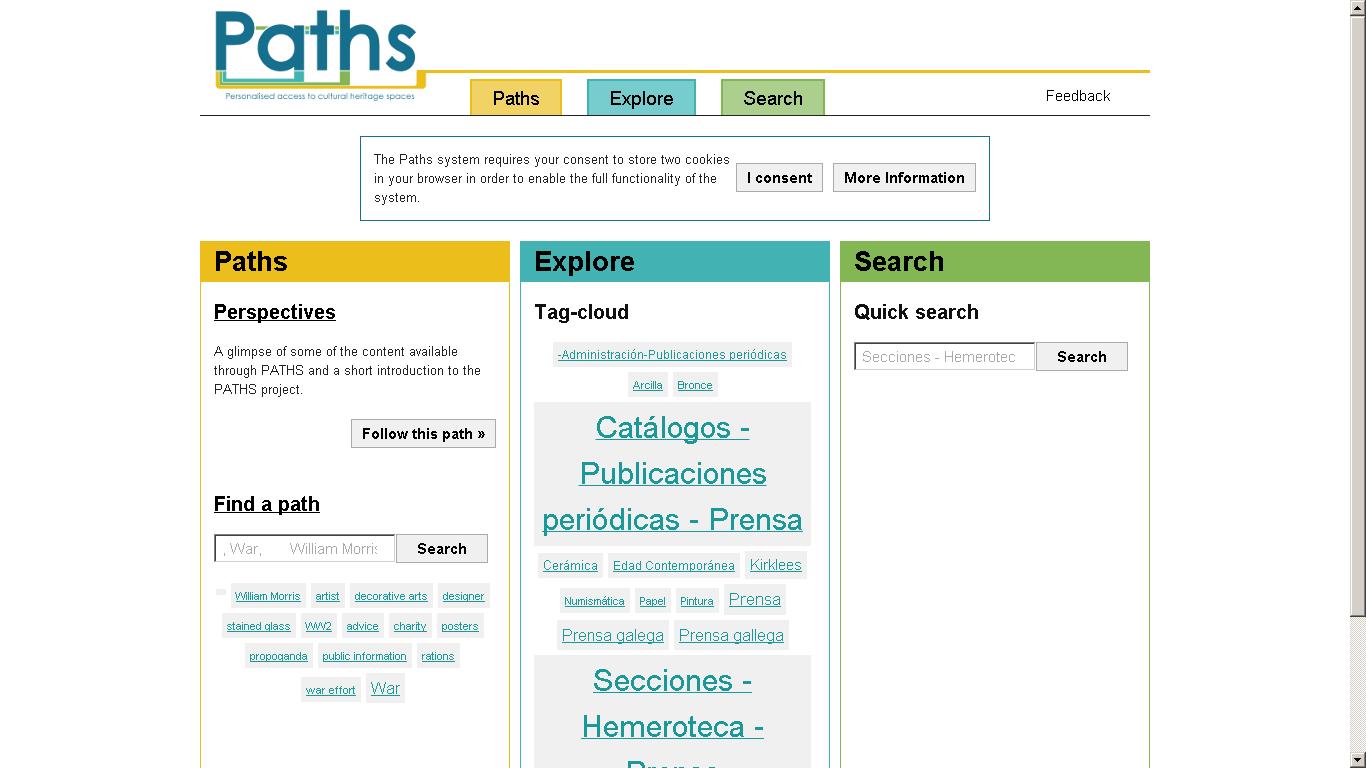 Paths
Personalised access to cultural heritage spaces
Paths
Explore
Search
Feedback
The Paths system requires your consent to store two cookies
in your browser in order to enable the full functionality of the
system.
I consent
More Information
Paths
Perspectives
A glimpse of some of the content available
through PATHS and a short introduction to the
PATHS project.
Follow this path »
Find a path
, War, William Morris
Search
William Morris artist decorative arts designer
stained glass WW2 advice charity posters
propoganda public information rations
war effort War
Explore
Tag-cloud
-Administración-Publicaciones periódicas
Arcilla Bronce
Catálogos -
Publicaciones
periódicas - Prensa
Cerámica Edad Contemporánea Kirklees
Numismática Papel Pintura Prensa
Prensa galega Prensa gallega
Secciones -
Hemeroteca -
Prensa
Search
Quick search
Secciones - Hemerotec
Search